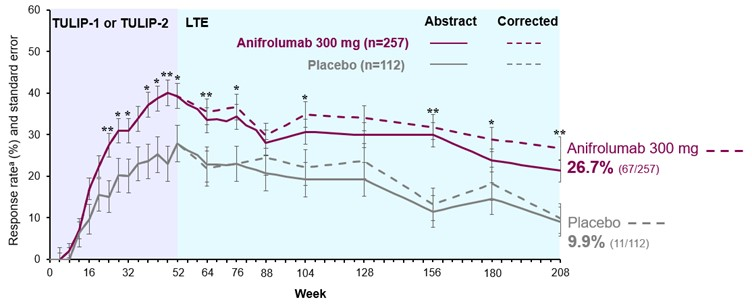 TULIP-1 or TULIP-2
LTE
Abstract
Corrected
Anifrolumab 300 mg (n=257)
Placebo (n=112)
Response rateᵃ (%) and standard error
60
50
40
30
20
10
0
** * * * * ** * ** * * ** * **
0 16 24 32 40 52 64 76 88 104 128 156 180 208
Week
Anifrolumab 300 mg
26.7% (67/257)
Placebo
9.9% (11/112)